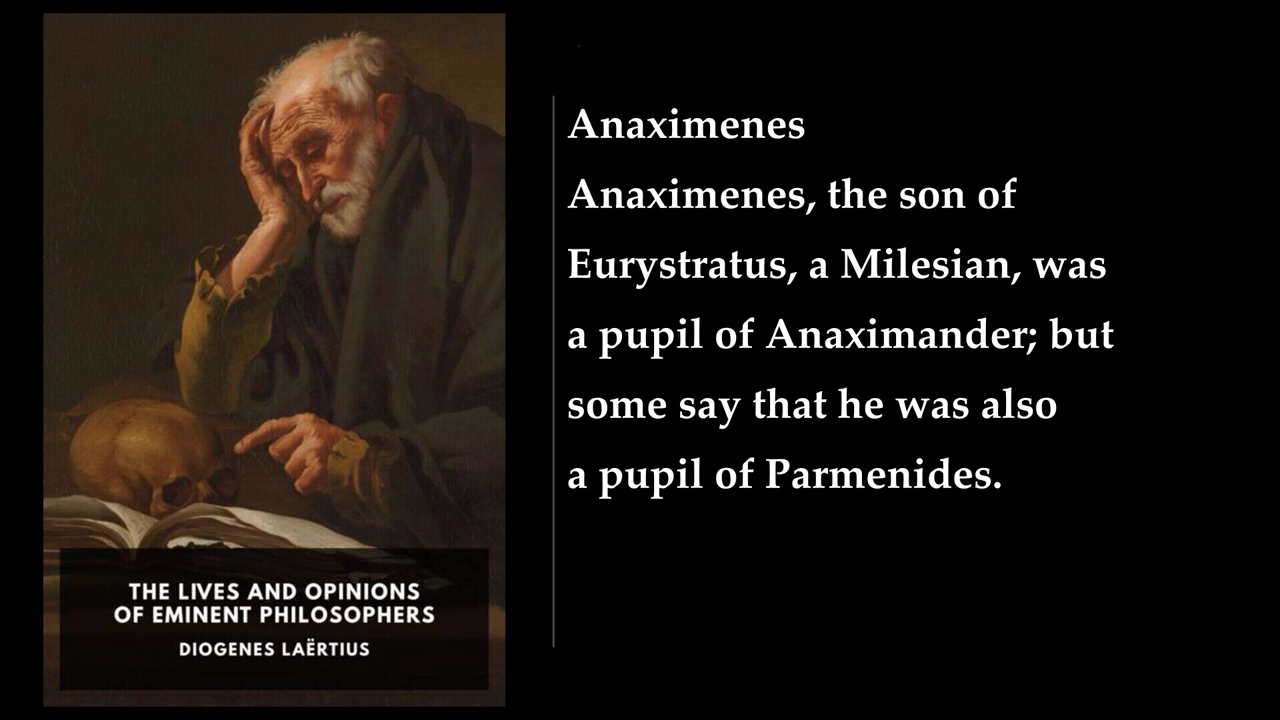 THE LIVES AND OPINIONS
OF EMINENT PHILOSOPHERS
DIOGENES LAËRTIUS
Anaximenes
Anaximenes, the son of
Eurystratus, a Milesian, was
a pupil of Anaximander; but
some say that he was also
a pupil of Parmenides.